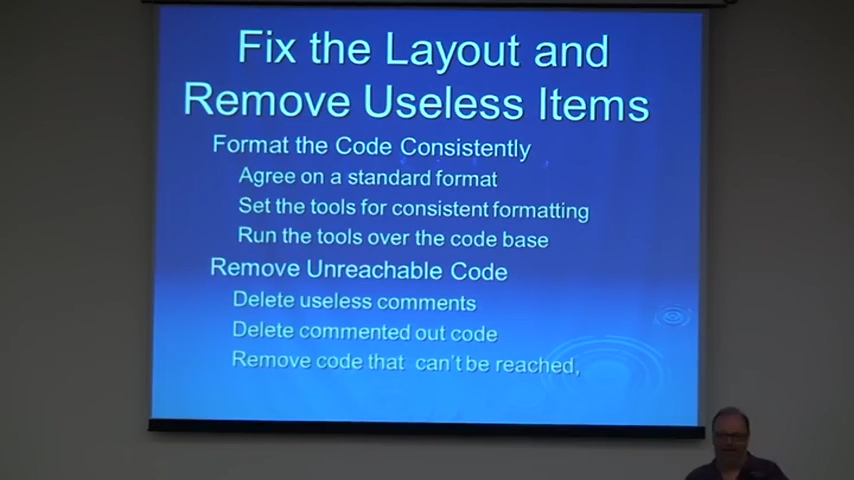 Fix the Layout and
Remove Useless Items
Format the Code Consistently
Agree on a standard format
Set the tools for consistent formatting
Run the tools over the code base
Remove Unreachable Code
Delete useless comments
Delete commented out code
Remove code that can't be reached,